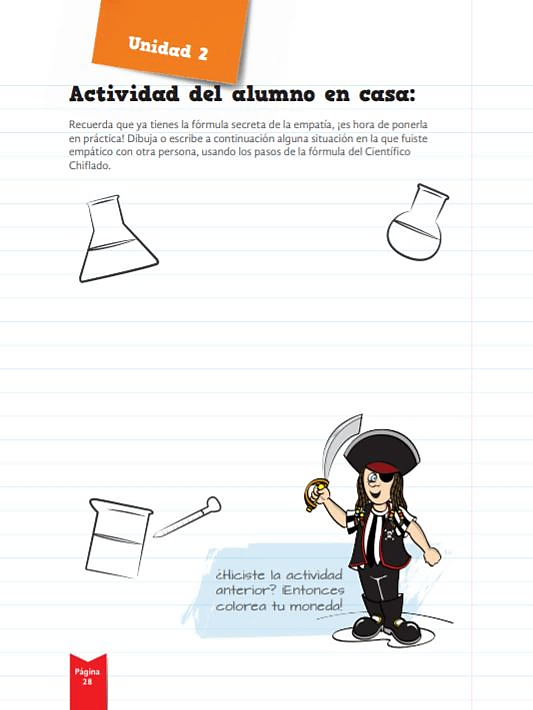 Unidad 2
Actividad del alumno en casa:
Recuerda que ya tienes la fórmula secreta de la empatía, ¡es hora de ponerla
en práctica! Dibuja o escribe a continuación alguna situación en la que fuiste
empático con otra persona, usando los pasos de la fórmula del Científico
Chiflado.
¿Hiciste la actividad
anterior? ¡Entonces
colorea tu moneda!
Página
28